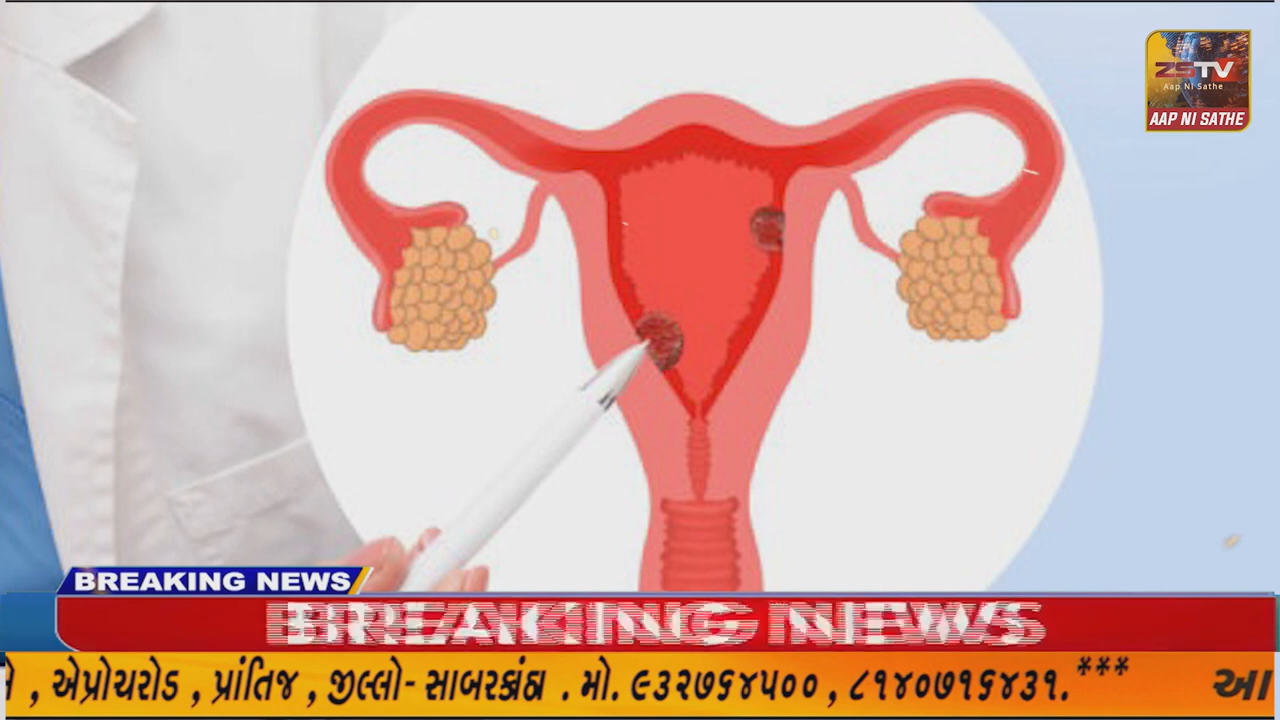 ZSTV
Aap Ni Sathe
AAP NI SATHE
BREAKING NEWS
BREAKING NEWS
, એપ્રોચરોડ , પ્રાંતિજ , જીલ્લો- સાબરકાંઠા . મો. ૯૩૨૭૬૪૫૦૦ , ૮૧૪૦૭૧૬૪૩૧.*** આ